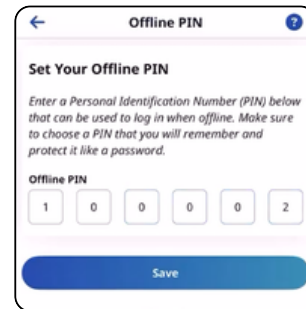 Offline PIN ?
Set Your Offline PIN
Enter a Personal Identification Number (PIN) below
that can be used to log in when offline. Make sure
to choose a PIN that you will remember and
protect it like a password.
Offline PIN
1 0 0 0 0 2
Save